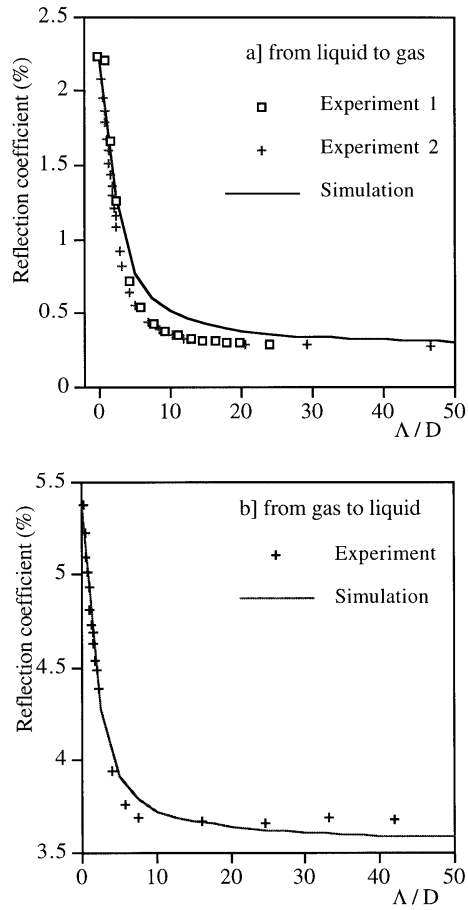 2.5
2
1.5
1
0.5
0
Reflection coefficient (%)
a] from liquid to gas
Experiment 1
Experiment 2
Simulation
0 10 20 30 40 50
Λ / D
5.5
5
4.5
4
3.5
Reflection coefficient (%)
b] from gas to liquid
Experiment
Simulation
0 10 20 30 40 50
Λ / D